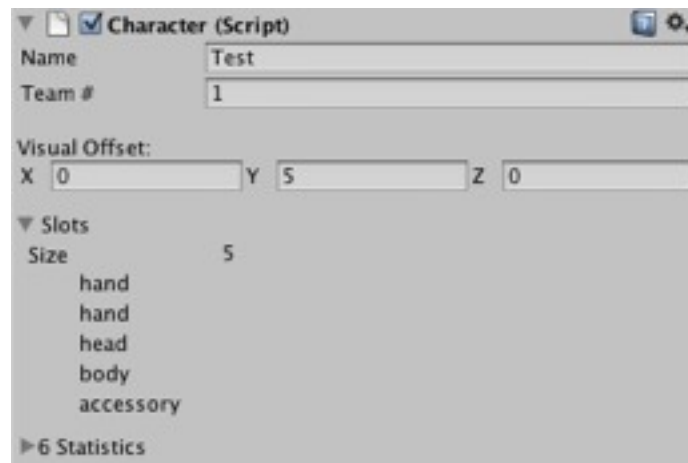 Character (Script)
Name Test
Team # 1
Visual Offset:
X 0 Y 5 Z 0
Slots
Size 5
hand
hand
head
body
accessory
6 Statistics